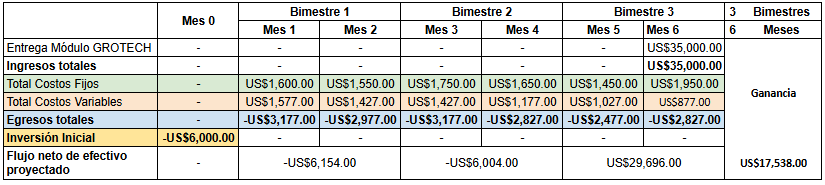 Mes 0 Bimestre 1 Bimestre 2 Bimestre 3 3 Bimestres
Mes 1 Mes 2 Mes 3 Mes 4 Mes 5 Mes 6 6 Meses
Entrega Módulo GROTECH - - - - - - US$35,000.00
Ingresos totales - - - - - - US$35,000.00
Total Costos Fijos - US$1,600.00 US$1,550.00 US$1,750.00 US$1,650.00 US$1,450.00 US$1,950.00
Total Costos Variables - US$1,577.00 US$1,427.00 US$1,427.00 US$1,177.00 US$1,027.00 US$877.00 Ganancia
Egresos totales - -US$3,177.00 -US$2,977.00 -US$3,177.00 -US$2,827.00 -US$2,477.00 -US$2,827.00
Inversión Inicial -US$6,000.00 - - - - - -
Flujo neto de efectivo
proyectado - -US$6,154.00 -US$6,004.00 US$29,696.00 US$17,538.00